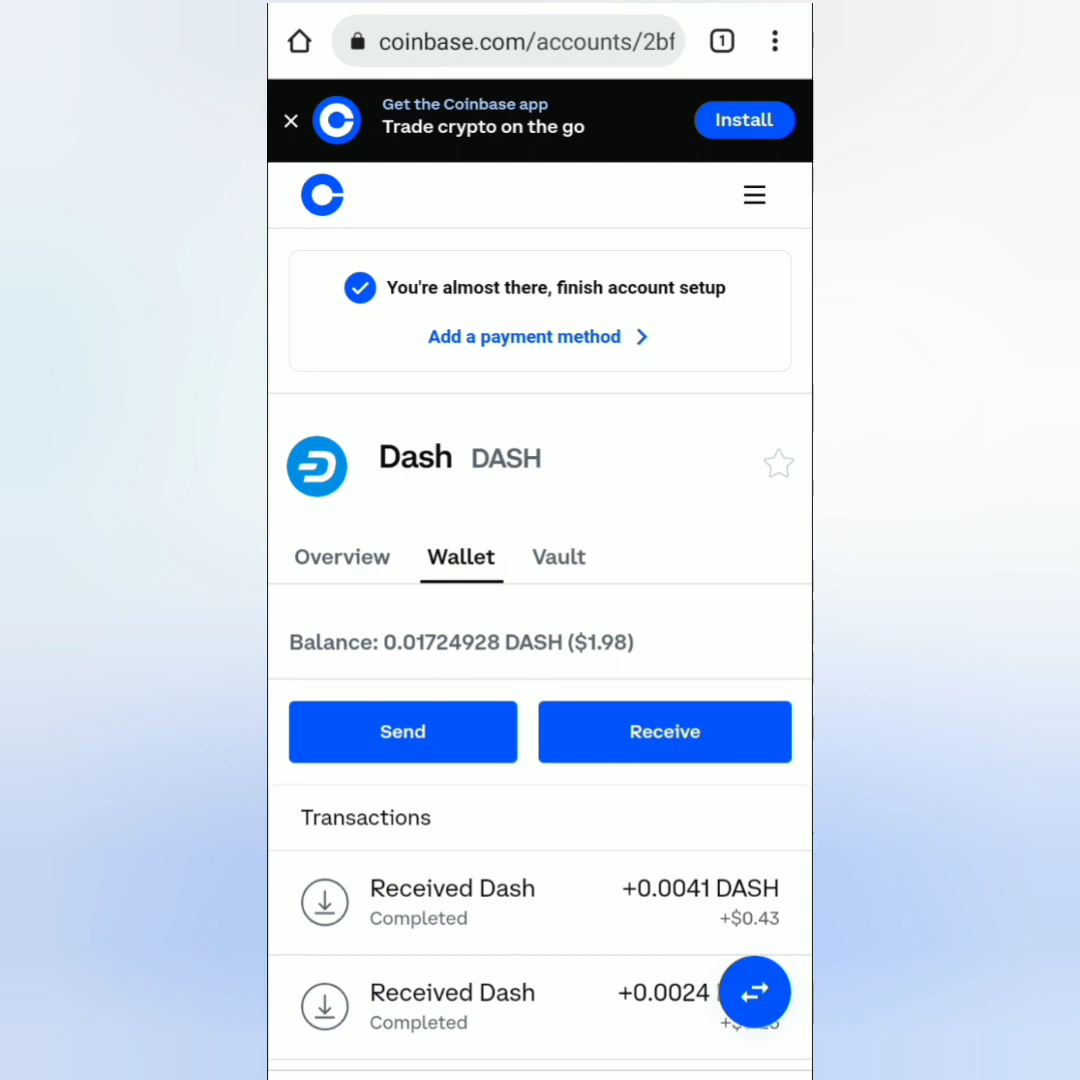 coinbase.com/accounts/2bf
1
Get the Coinbase app
Trade crypto on the go
Install
You're almost there, finish account setup
Add a payment method
Dash DASH
Overview Wallet Vault
Balance: 0.01724928 DASH ($1.98)
Send Receive
Transactions
Received Dash +0.0041 DASH
Completed +$0.43
Received Dash +0.0024
Completed